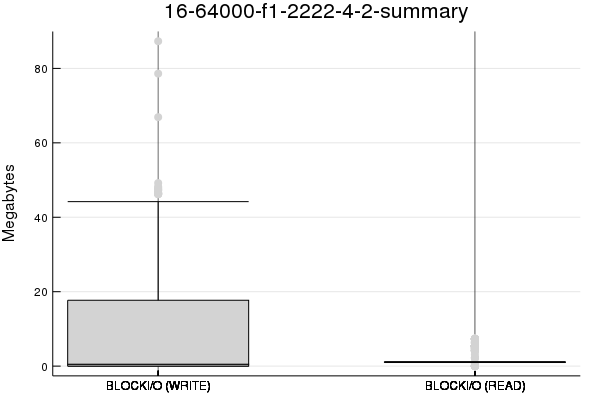 16-64000-f1-2222-4-2-summary
Megabytes
80
60
40
20
0
BLOCKI/O (WRITE)
BLOCKI/O (READ)